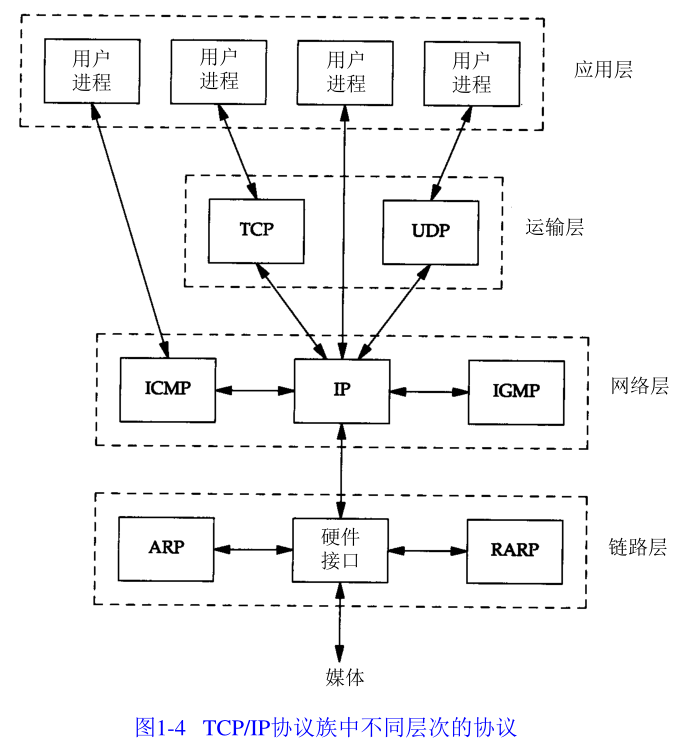 用户
进程
用户
进程
用户
进程
用户
进程
应用层
TCP
UDP
运输层
ICMP
IP
IGMP
网络层
ARP
硬件
接口
RARP
链路层
媒体
图1-4 TCP/IP协议族中不同层次的协议